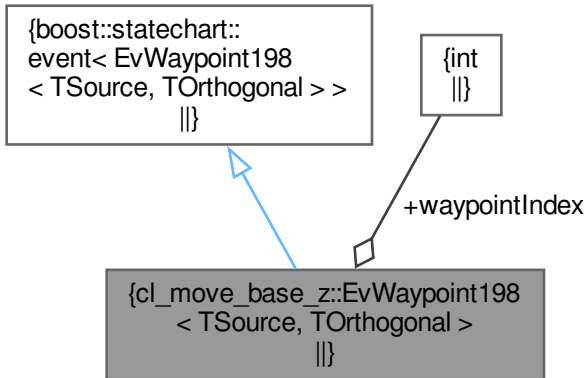 {boost::statechart::
event< EvWaypoint198
< TSource, TOrthogonal > >
||}
{int
||}
+waypointIndex
{cl_move_base_z::EvWaypoint198
< TSource, TOrthogonal >
||}